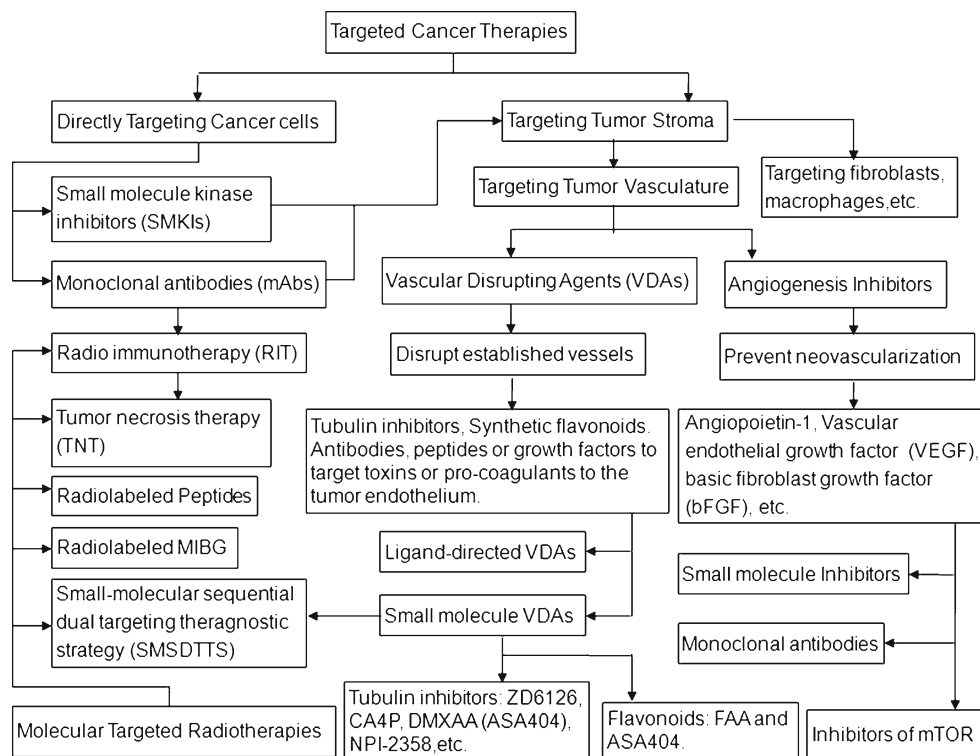 Targeted Cancer Therapies
Directly Targeting Cancer cells
Targeting Tumor Stroma
Small molecule kinase
inhibitors (SMKIs)
Targeting Tumor Vasculature
Targeting fibroblasts,
macrophages,etc.
Monoclonal antibodies (mAbs)
Vascular Disrupting Agents (VDAs)
Angiogenesis Inhibitors
Radio immunotherapy (RIT)
Disrupt established vessels
Prevent neovascularization
Tumor necrosis therapy
(TNT)
Tubulin inhibitors, Synthetic flavonoids.
Antibodies, peptides or growth factors to
target toxins or pro-coagulants to the
tumor endothelium.
Angiopoietin-1, Vascular
endothelial growth factor (VEGF),
basic fibroblast growth factor
(bFGF), etc.
Radiolabeled Peptides
Radiolabeled MIBG
Ligand-directed VDAs
Small molecule Inhibitors
Small-molecular sequential
dual targeting theragnostic
strategy (SMSDTTS)
Small molecule VDAs
Monoclonal antibodies
Molecular Targeted Radiotherapies
Tubulin inhibitors: ZD6126,
CA4P, DMXAA (ASA404),
NPI-2358,etc.
Flavonoids: FAA and
ASA404.
Inhibitors of mTOR